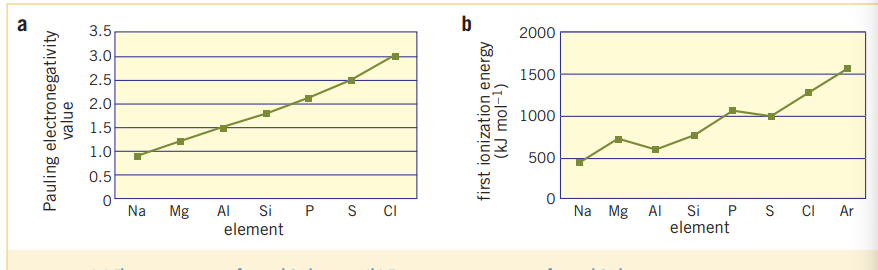 a
Pauling electronegativity
value
3.5
3.0
2.5
2.0
1.5
1.0
0.5
0
Na Mg Al Si P S Cl
element
b
first ionization energy
(kJ mol⁻¹)
2000
1500
1000
500
0
Na Mg Al Si P S Cl Ar
element